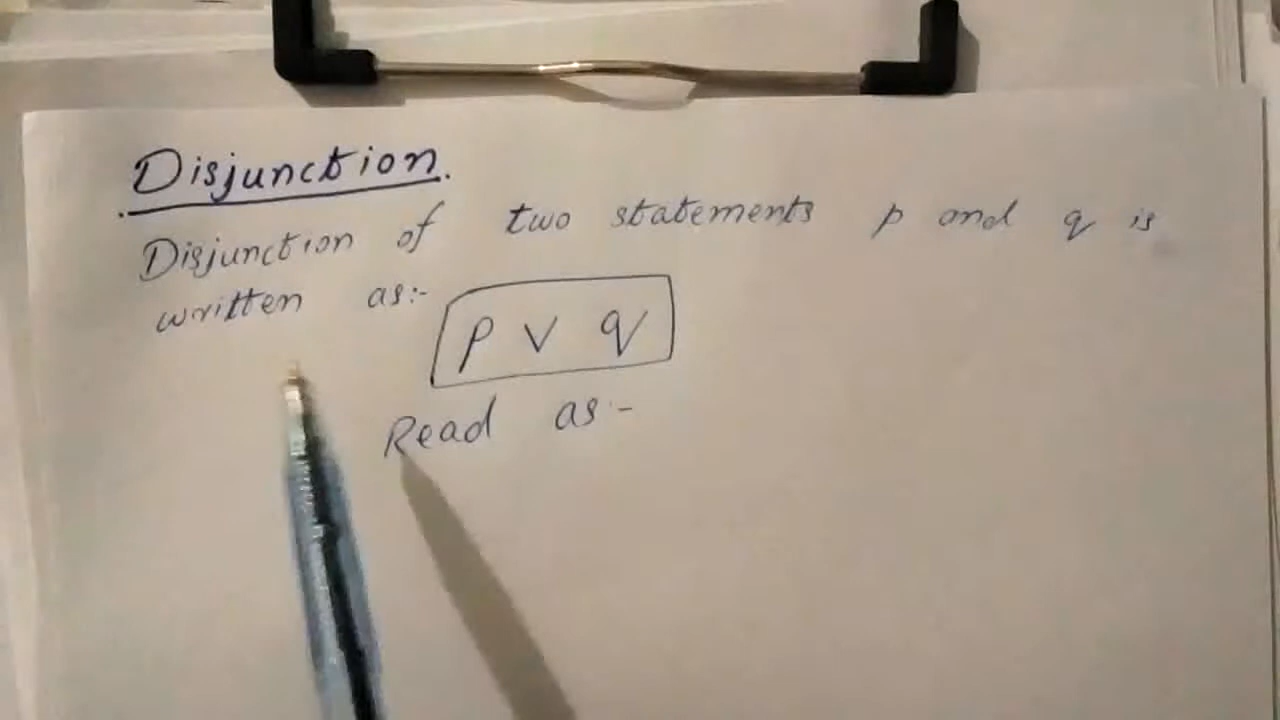 Disjunction.
Disjunction of two statements p and q is
written as:-
p ∨ q
Read as:-